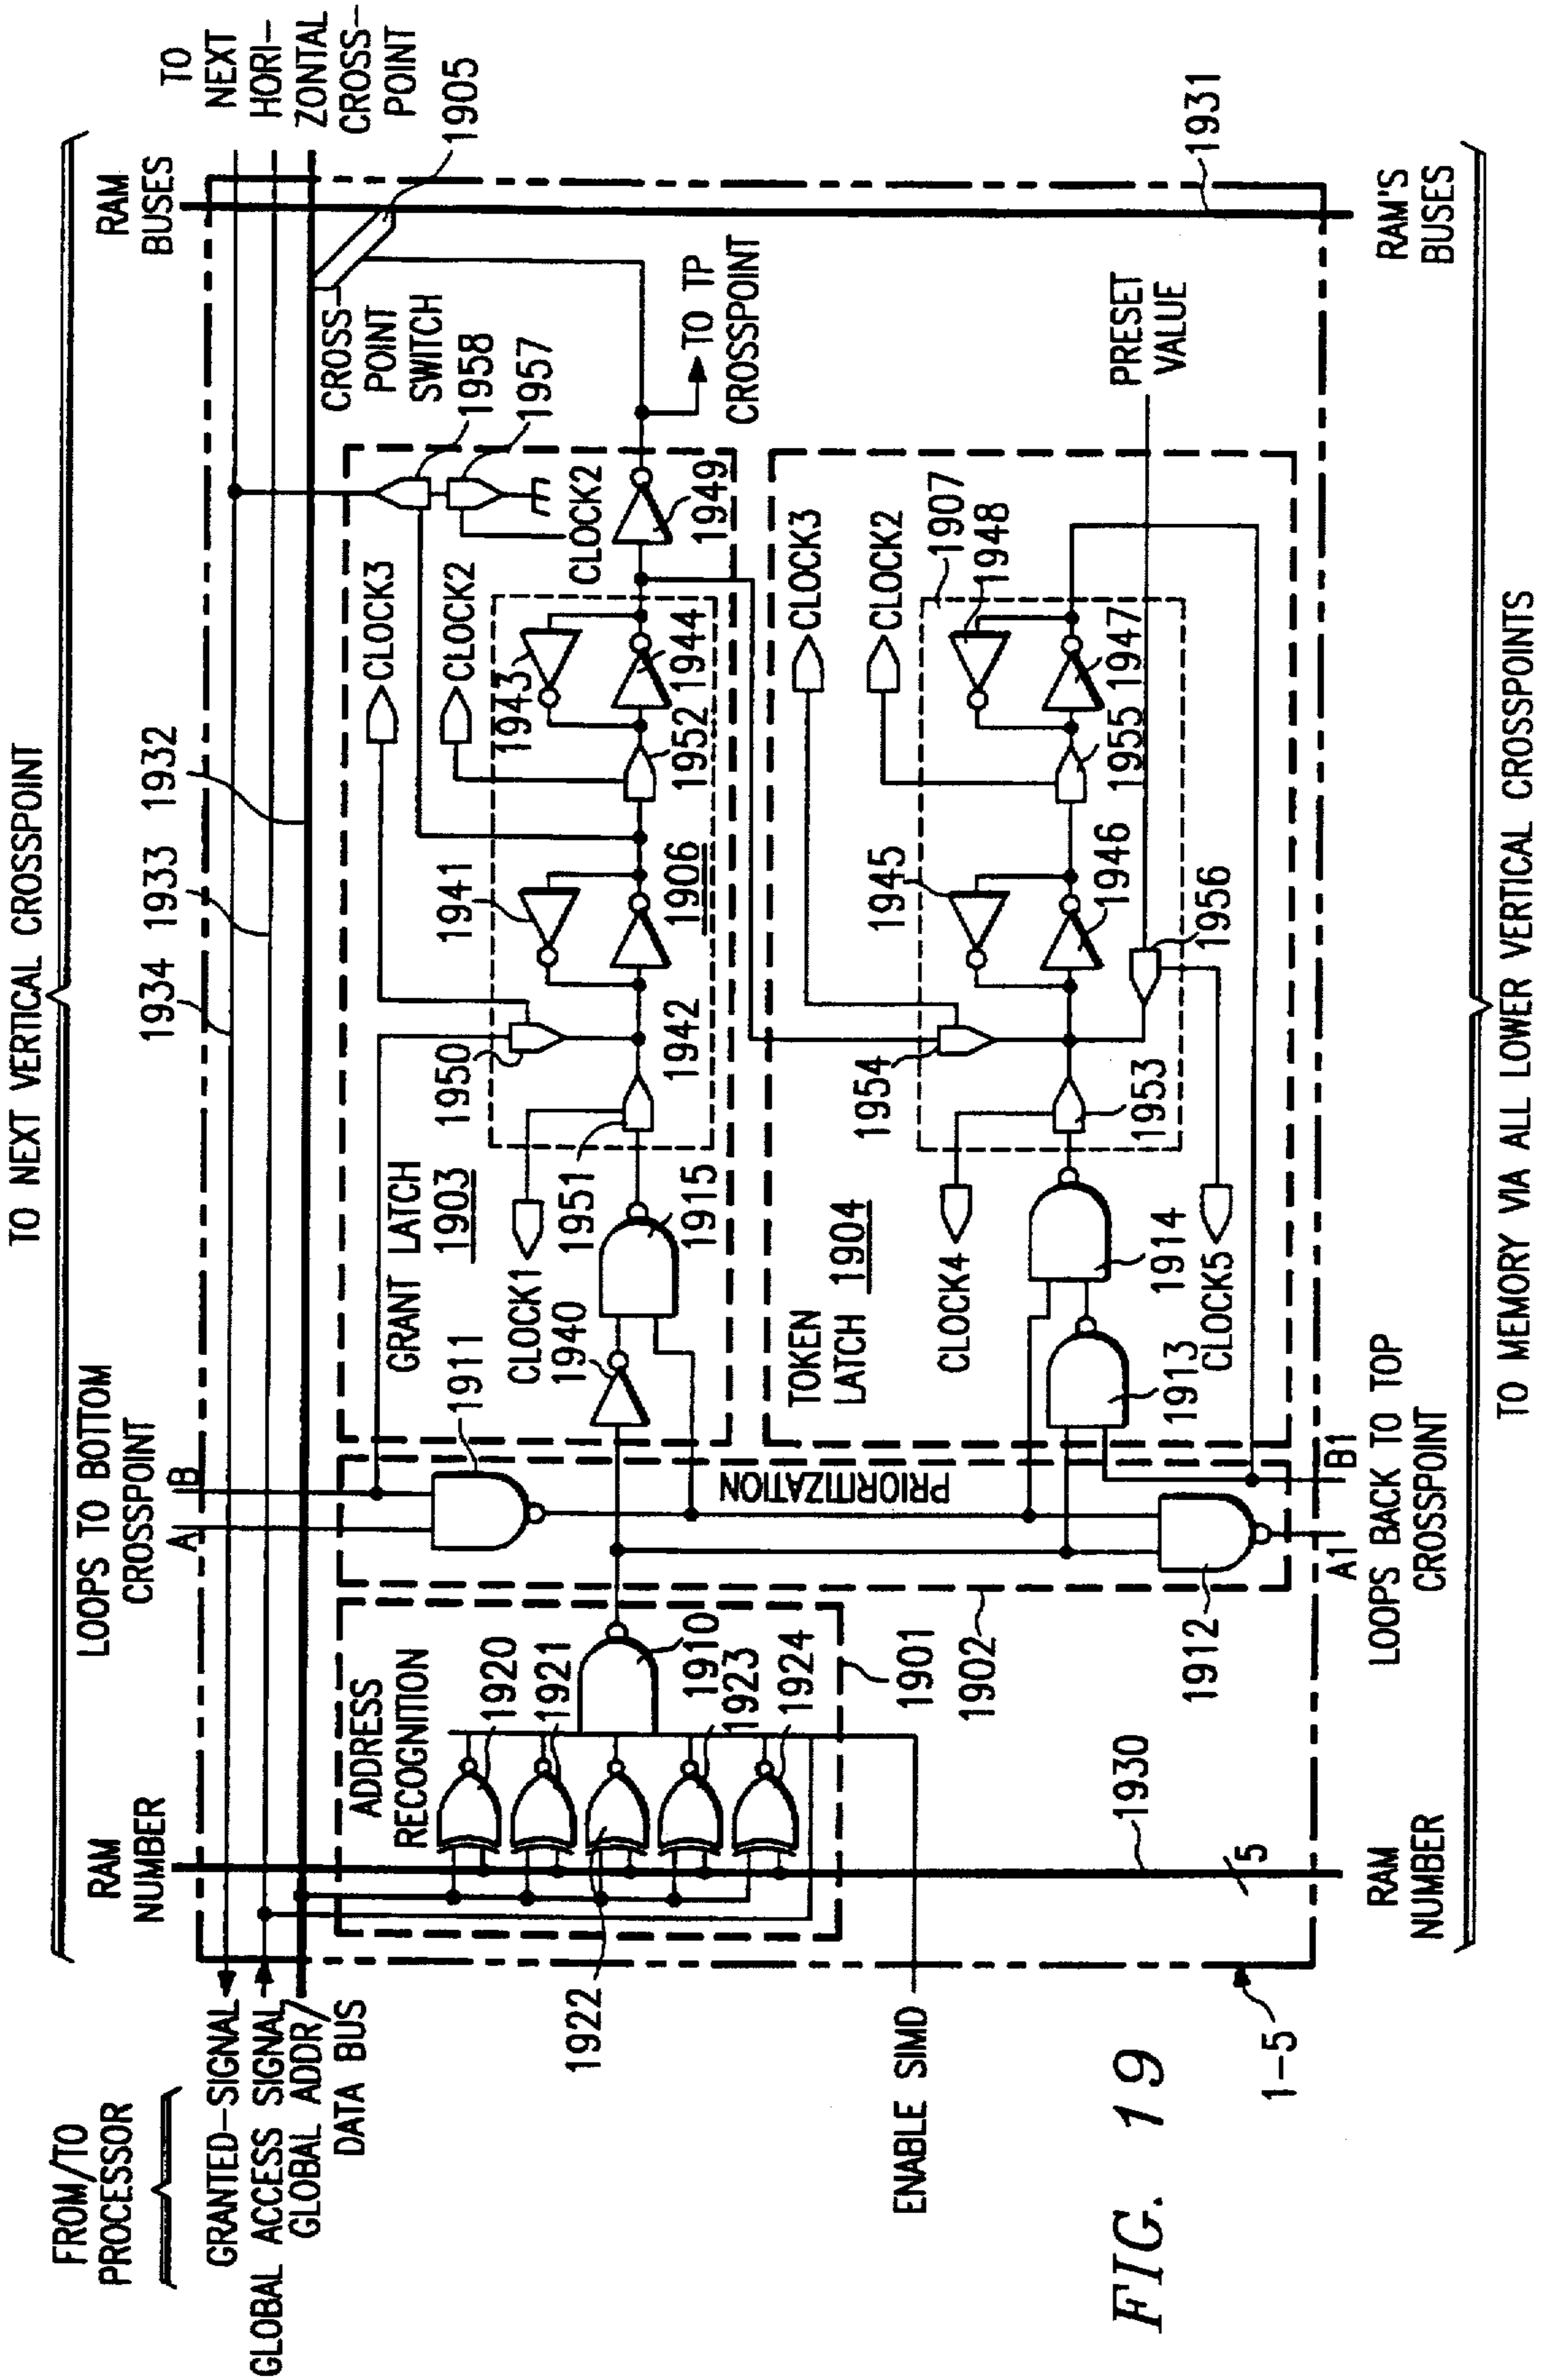 TO NEXT VERTICAL CROSSPOINT
FROM/TO
PROCESSOR
GRANTED-SIGNAL
GLOBAL ACCESS SIGNAL
GLOBAL ADDR/
DATA BUS
RAM
NUMBER
LOOPS TO BOTTOM
CROSSPOINT
A
B
1934
1933
1932
RAM
BUSES
TO
NEXT
HORI-
ZONTAL
CROSS-
POINT
1905
CROSS-
POINT
SWITCH
1958
1957
ADDRESS
RECOGNITION
1920
1921
1922
1910
1923
1924
1901
1902
1911
PRIORITIZATION
1912
GRANT LATCH
1903
CLOCK1
1940
1915
1951
1950
1942
1941
1906
CLOCK3
CLOCK2
1943
1944
1952
CLOCK2
1949
TO TP
CROSSPOINT
TOKEN
LATCH
1904
CLOCK4
1913
1914
CLOCK5
1954
1953
1945
1946
1956
CLOCK3
CLOCK2
1907
1948
1947
1955
PRESET
VALUE
1931
ENABLE SIMD
1930
5
1-5
RAM
NUMBER
A1
B1
LOOPS BACK TO TOP
CROSSPOINT
RAM'S
BUSES
TO MEMORY VIA ALL LOWER VERTICAL CROSSPOINTS
FIG. 19